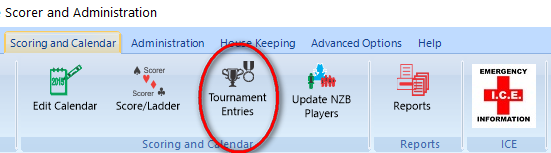 Scorer and Administration
Scoring and Calendar Administration House Keeping Advanced Options Help
2015
Scorer
Scorer
EMERGENCY
I.C.E.
INFORMATION
Edit Calendar Score/Ladder Tournament Entries Update NZB Players Reports
Scoring and Calendar Reports ICE